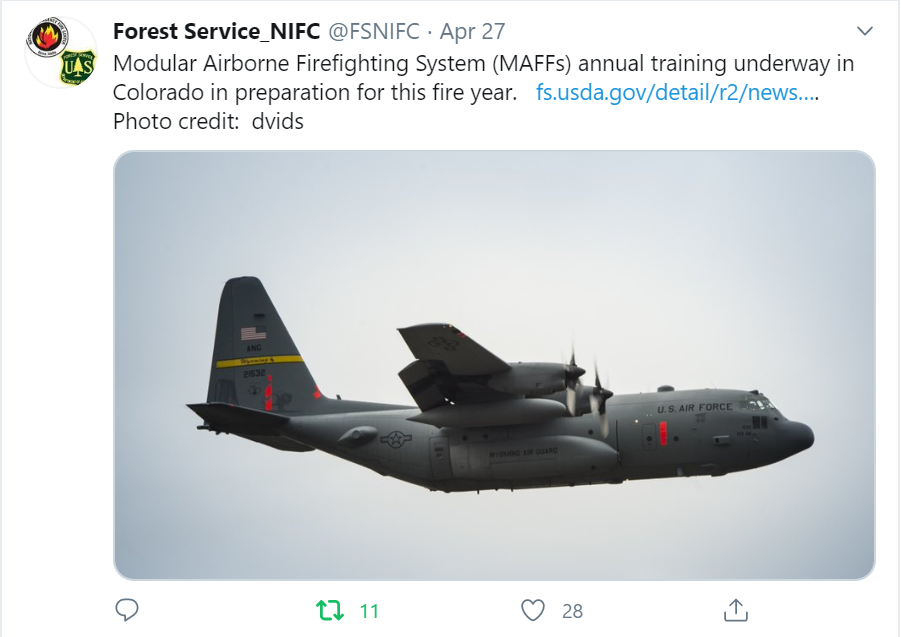 Forest Service_NIFC @FSNIFC · Apr 27
Modular Airborne Firefighting System (MAFFs) annual training underway in
Colorado in preparation for this fire year. fs.usda.gov/detail/r2/news....
Photo credit: dvids
UAS
ANG
Wyoming
21532
U.S. AIR FORCE
WYOMING AIR GUARD
11
28